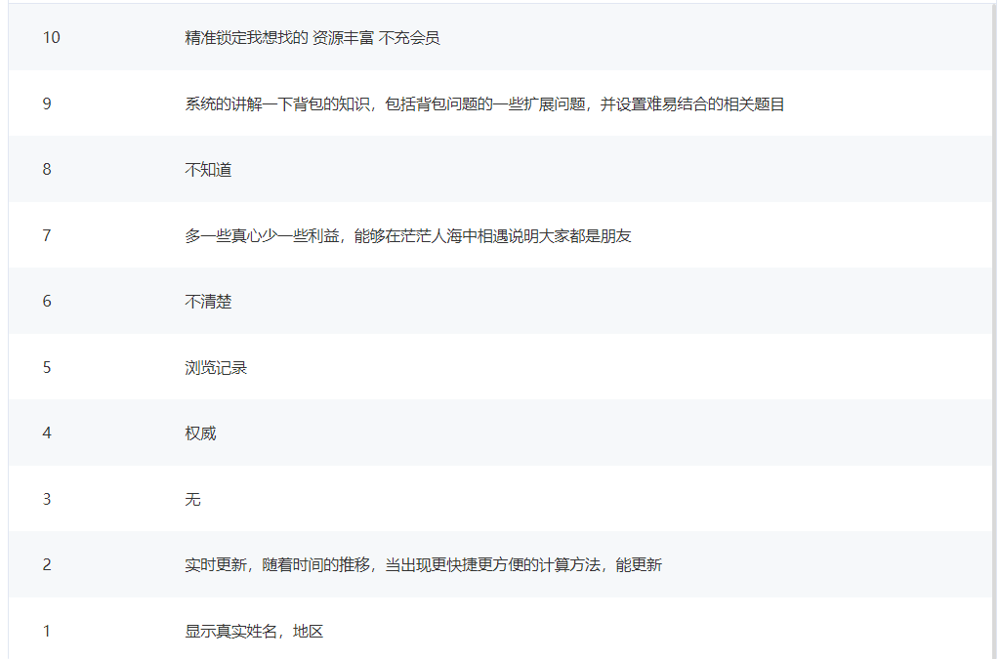 10 精准锁定我想找的 资源丰富 不充会员
9 系统的讲解一下背包的知识，包括背包问题的一些扩展问题，并设置难易结合的相关题目
8 不知道
7 多一些真心少一些利益，能够在茫茫人海中相遇说明大家都是朋友
6 不清楚
5 浏览记录
4 权威
3 无
2 实时更新，随着时间的推移，当出现更快捷更方便的计算方法，能更新
1 显示真实姓名，地区